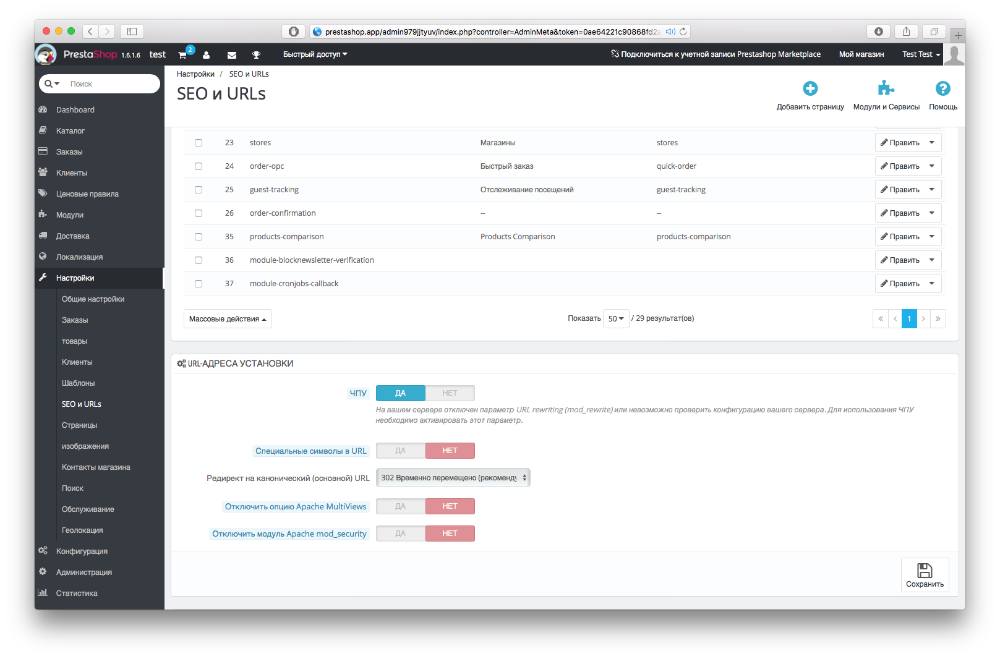 prestashop.app/admin979jjtyuv/index.php?controller=AdminMeta&token=0ae64221c90868fd2
PrestaShop 1.6.1.6 test 2 Быстрый доступ Подключиться к учетной записи Prestashop Marketplace Мой магазин Test Test
Поиск
Dashboard
Каталог
Заказы
Клиенты
Ценовые правила
Модули
Доставка
Локализация
Настройки
Общие настройки
Заказы
товары
Клиенты
Шаблоны
SEO и URLs
Страницы
изображения
Контакты магазина
Поиск
Обслуживание
Геолокация
Конфигурация
Администрация
Статистика
Настройки / SEO и URLs
SEO и URLs
Добавить страницу Модули и Сервисы Помощь
23 stores Магазины stores Править
24 order-opc Быстрый заказ quick-order Править
25 guest-tracking Отслеживание посещений guest-tracking Править
26 order-confirmation -- -- Править
35 products-comparison Products Comparison products-comparison Править
36 module-blocknewsletter-verification Править
37 module-cronjobs-callback Править
Массовые действия Показать 50 / 29 результат(ов) « ‹ 1 › »
URL-АДРЕСА УСТАНОВКИ
ЧПУ ДА НЕТ
На вашем сервере отключен параметр URL rewriting (mod_rewrite) или невозможно проверить конфигурацию вашего сервера. Для использования ЧПУ
необходимо активировать этот параметр.
Специальные символы в URL ДА НЕТ
Редирект на канонический (основной) URL 302 Временно перемещено (рекоменду
Отключить опцию Apache MultiViews ДА НЕТ
Отключить модуль Apache mod_security ДА НЕТ
Сохранить